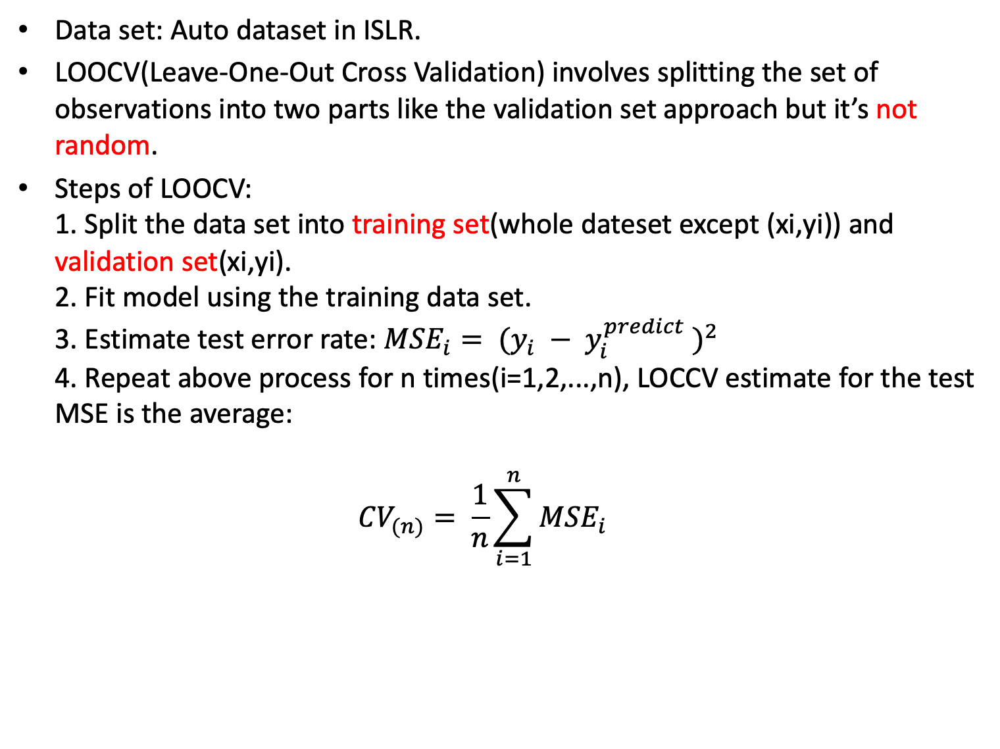 • Data set: Auto dataset in ISLR.
• LOOCV(Leave-One-Out Cross Validation) involves splitting the set of
observations into two parts like the validation set approach but it’s not
random.
• Steps of LOOCV:
1. Split the data set into training set(whole dateset except (xi,yi)) and
validation set(xi,yi).
2. Fit model using the training data set.
3. Estimate test error rate: $MSE_i = (y_i - y_i^{predict})^2$
4. Repeat above process for n times(i=1,2,...,n), LOCCV estimate for the test
MSE is the average:
$CV_{(n)} = \frac{1}{n}\sum_{i=1}^{n} MSE_i$